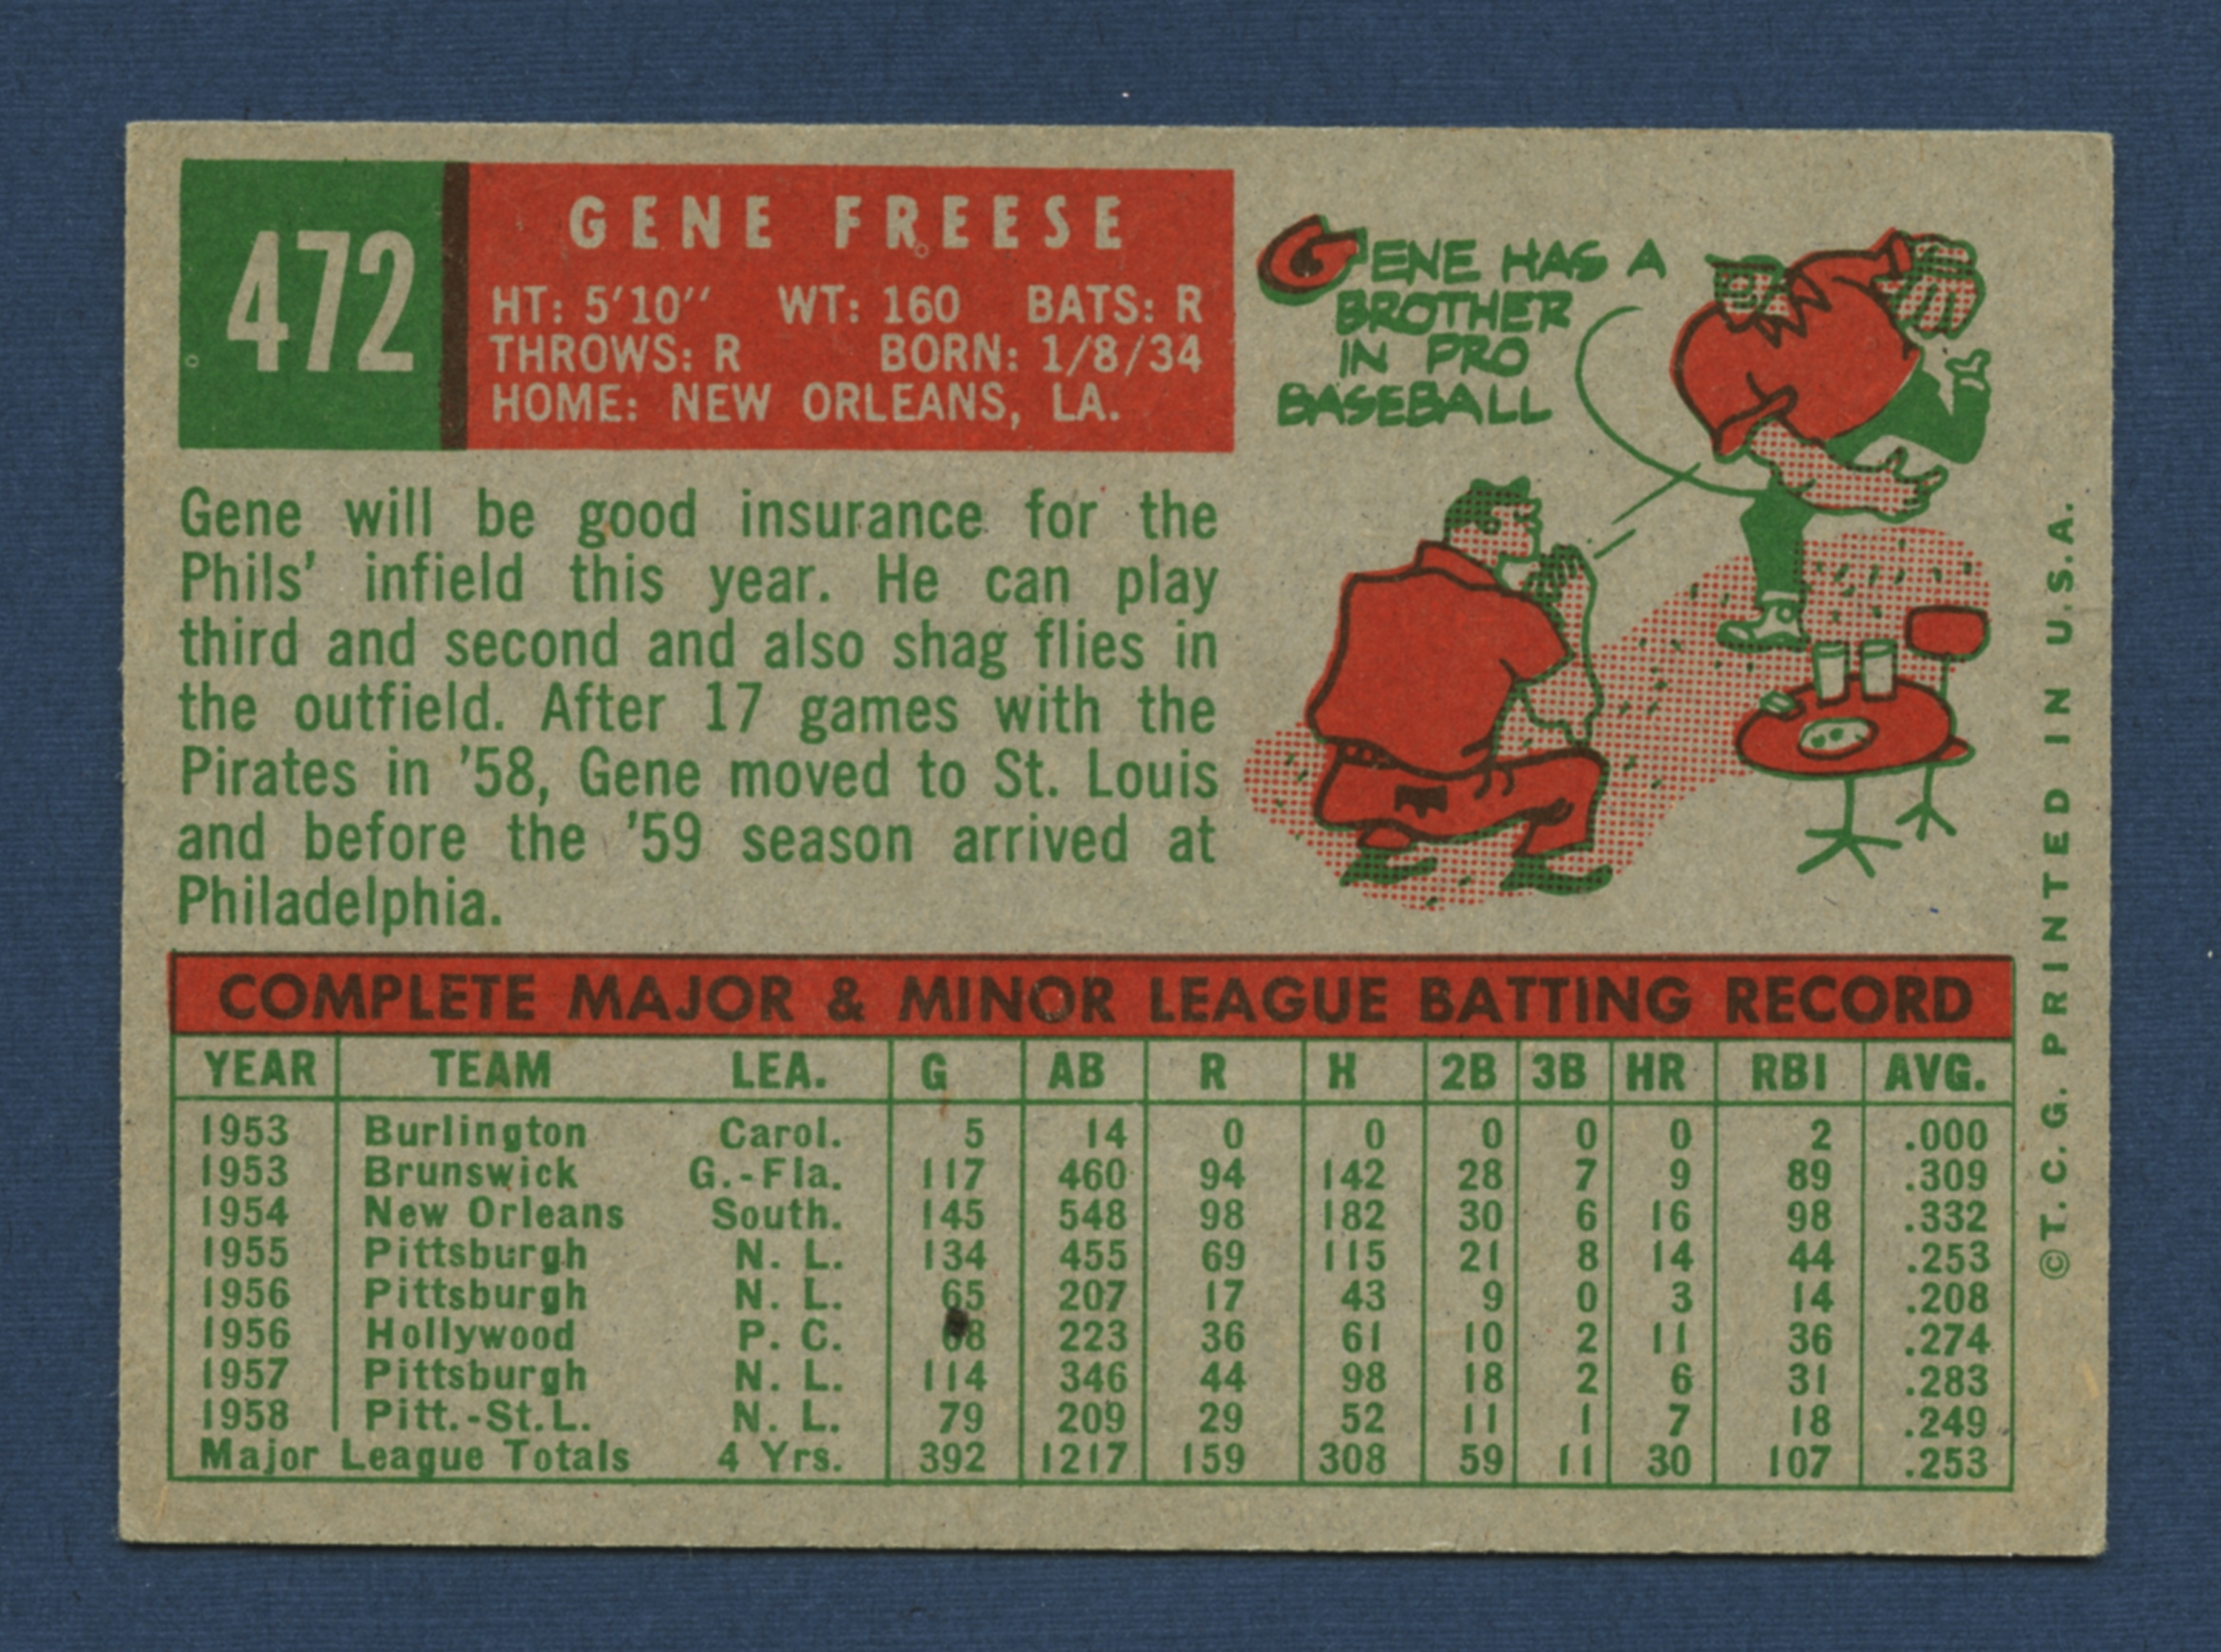 472
GENE FREESE
HT: 5'10" WT: 160 BATS: R
THROWS: R BORN: 1/8/34
HOME: NEW ORLEANS, LA.
GENE HAS A
BROTHER
IN PRO
BASEBALL
Gene will be good insurance for the
Phils' infield this year. He can play
third and second and also shag flies in
the outfield. After 17 games with the
Pirates in '58, Gene moved to St. Louis
and before the '59 season arrived at
Philadelphia.
COMPLETE MAJOR & MINOR LEAGUE BATTING RECORD
YEAR TEAM LEA. G AB R H 2B 3B HR RBI AVG.
1953 Burlington Carol. 5 14 0 0 0 0 0 2 .000
1953 Brunswick G.-Fla. 117 460 94 142 28 7 9 89 .309
1954 New Orleans South. 145 548 98 182 30 6 16 98 .332
1955 Pittsburgh N. L. 134 455 69 115 21 8 14 44 .253
1956 Pittsburgh N. L. 65 207 17 43 9 0 3 14 .208
1956 Hollywood P. C. 68 223 36 61 10 2 11 36 .274
1957 Pittsburgh N. L. 114 346 44 98 18 2 6 31 .283
1958 Pitt.-St.L. N. L. 79 209 29 52 11 1 7 18 .249
Major League Totals 4 Yrs. 392 1217 159 308 59 11 30 107 .253
©T.C.G. PRINTED IN U.S.A.